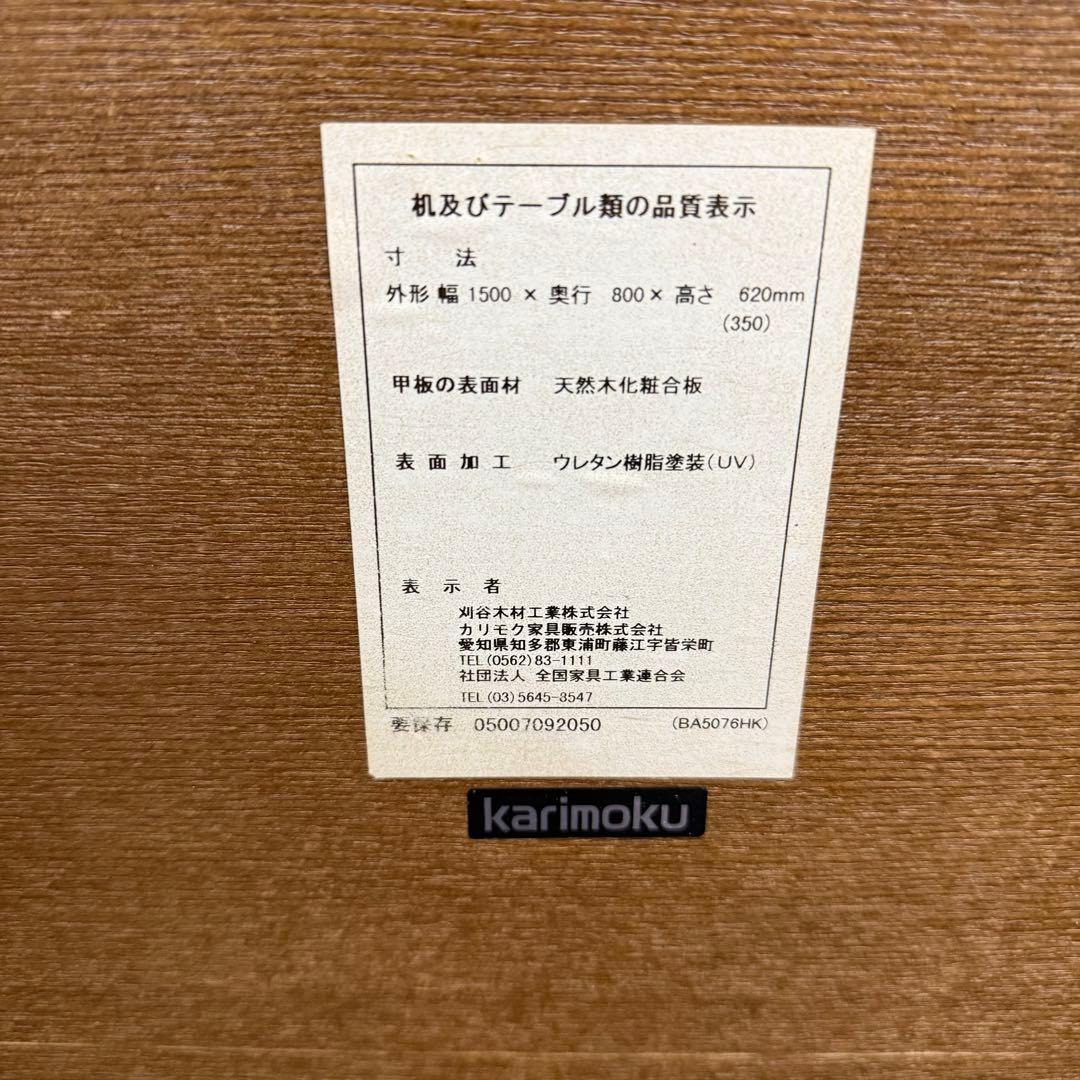 机及びテーブル類の品質表示
寸 法
外形 幅 1500 × 奥行 800 × 高さ 620mm
(350)
甲板の表面材 天然木化粧合板
表面加工 ウレタン樹脂塗装(UV)
表示者
刈谷木材工業株式会社
カリモク家具販売株式会社
愛知県知多郡東浦町藤江字皆栄町
TEL(0562)83-1111
社団法人 全国家具工業連合会
TEL(03)5645-3547
要保存 05007092050 (BA5076HK)
karimoku